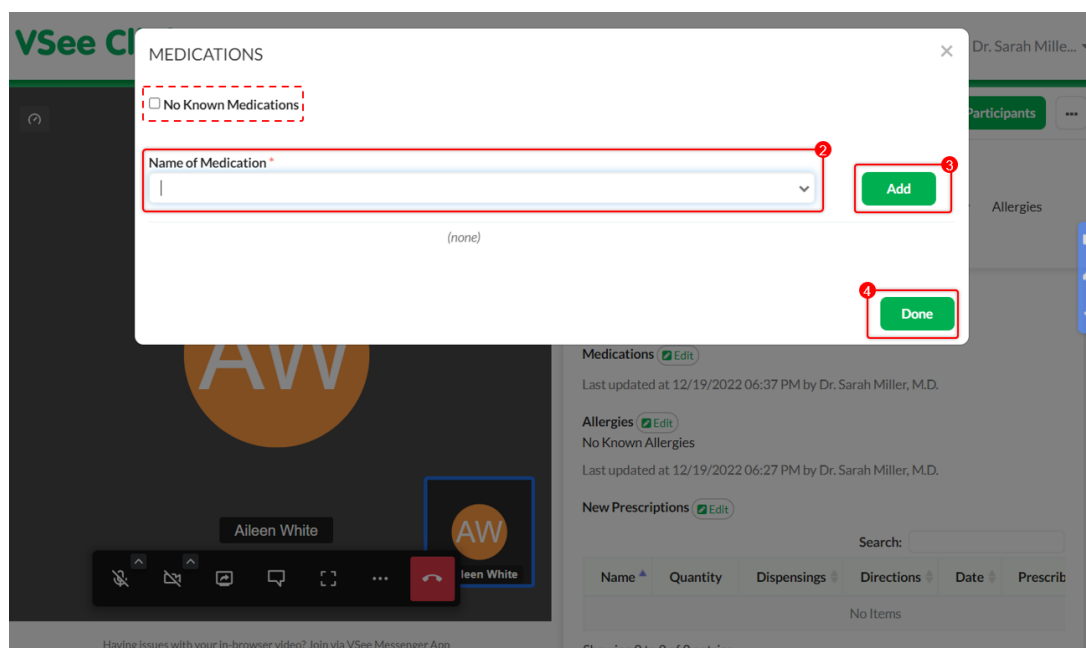 VSee Cl
Dr. Sarah Mille...
MEDICATIONS
×
No Known Medications
Participants
2
Name of Medication *
3
Add
Allergies
(none)
4
Done
AW
Medications Edit
Last updated at 12/19/2022 06:37 PM by Dr. Sarah Miller, M.D.
Allergies Edit
No Known Allergies
Last updated at 12/19/2022 06:27 PM by Dr. Sarah Miller, M.D.
New Prescriptions Edit
Aileen White
AW
leen White
Search:
Name Quantity Dispensings Directions Date Prescrib
No Items
Having issues with your in-browser video? Join via VSee Messenger App